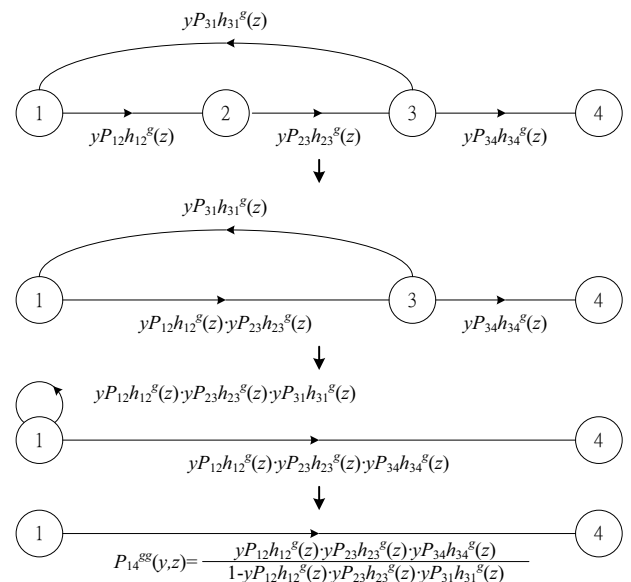 yP₃₁h₃₁ᵍ(z)
1 2 3 4
yP₁₂h₁₂ᵍ(z) yP₂₃h₂₃ᵍ(z) yP₃₄h₃₄ᵍ(z)
yP₃₁h₃₁ᵍ(z)
1 3 4
yP₁₂h₁₂ᵍ(z)·yP₂₃h₂₃ᵍ(z) yP₃₄h₃₄ᵍ(z)
yP₁₂h₁₂ᵍ(z)·yP₂₃h₂₃ᵍ(z)·yP₃₁h₃₁ᵍ(z)
1 4
yP₁₂h₁₂ᵍ(z)·yP₂₃h₂₃ᵍ(z)·yP₃₄h₃₄ᵍ(z)
1 4
yP₁₂h₁₂ᵍ(z)·yP₂₃h₂₃ᵍ(z)·yP₃₄h₃₄ᵍ(z)
P₁₄ᵍᵍ(y,z)=
1-yP₁₂h₁₂ᵍ(z)·yP₂₃h₂₃ᵍ(z)·yP₃₁h₃₁ᵍ(z)